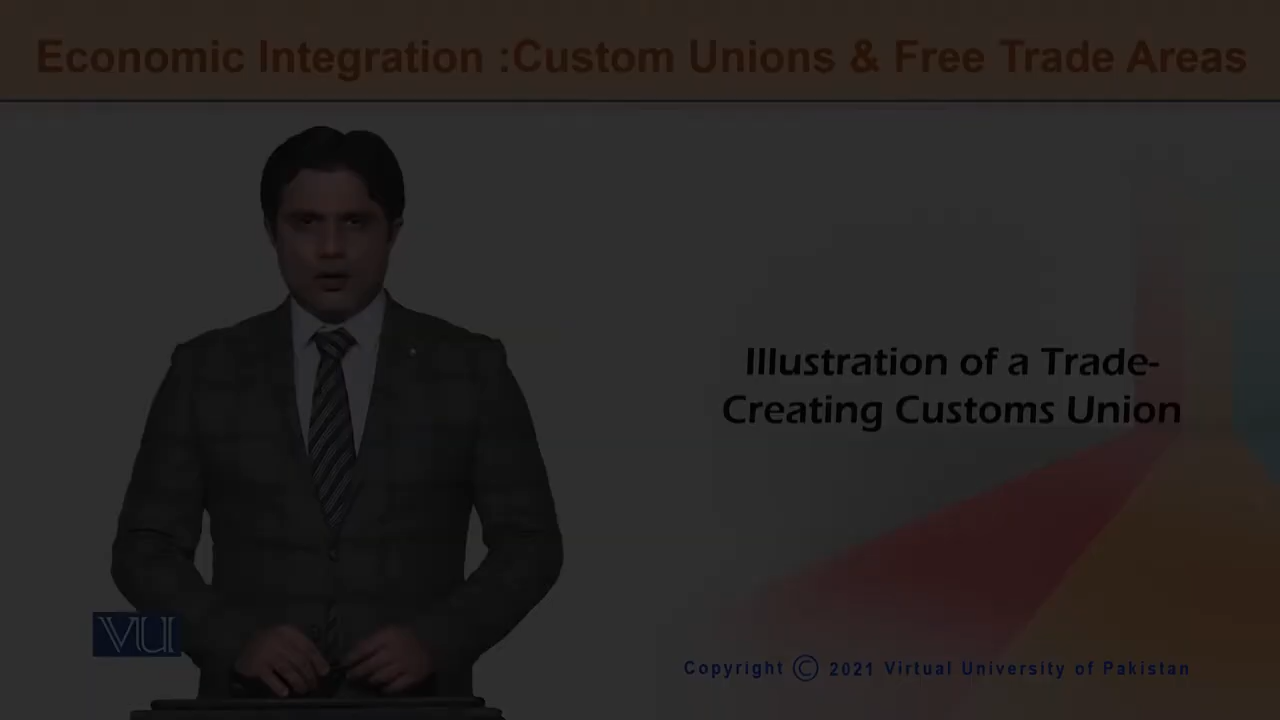 Economic Integration :Custom Unions & Free Trade Areas
Illustration of a Trade-
Creating Customs Union
VU
Copyright © 2021 Virtual University of Pakistan